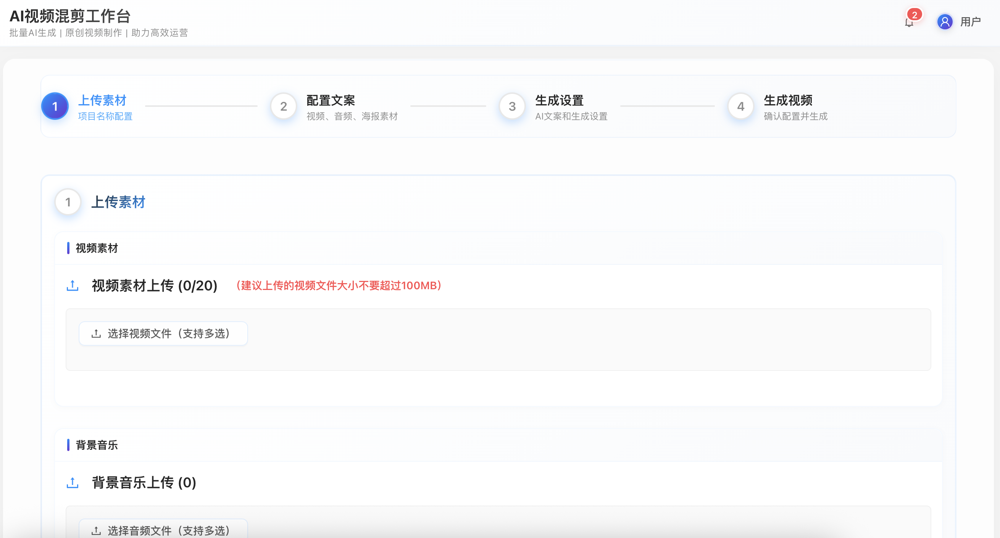 AI视频混剪工作台
批量AI生成 | 原创视频制作 | 助力高效运营
2
用户
1
上传素材
项目名称配置
2
配置文案
视频、音频、海报素材
3
生成设置
AI文案和生成设置
4
生成视频
确认配置并生成
1
上传素材
视频素材
视频素材上传 (0/20) （建议上传的视频文件大小不要超过100MB）
选择视频文件（支持多选）
背景音乐
背景音乐上传 (0)
选择音频文件（支持多选）